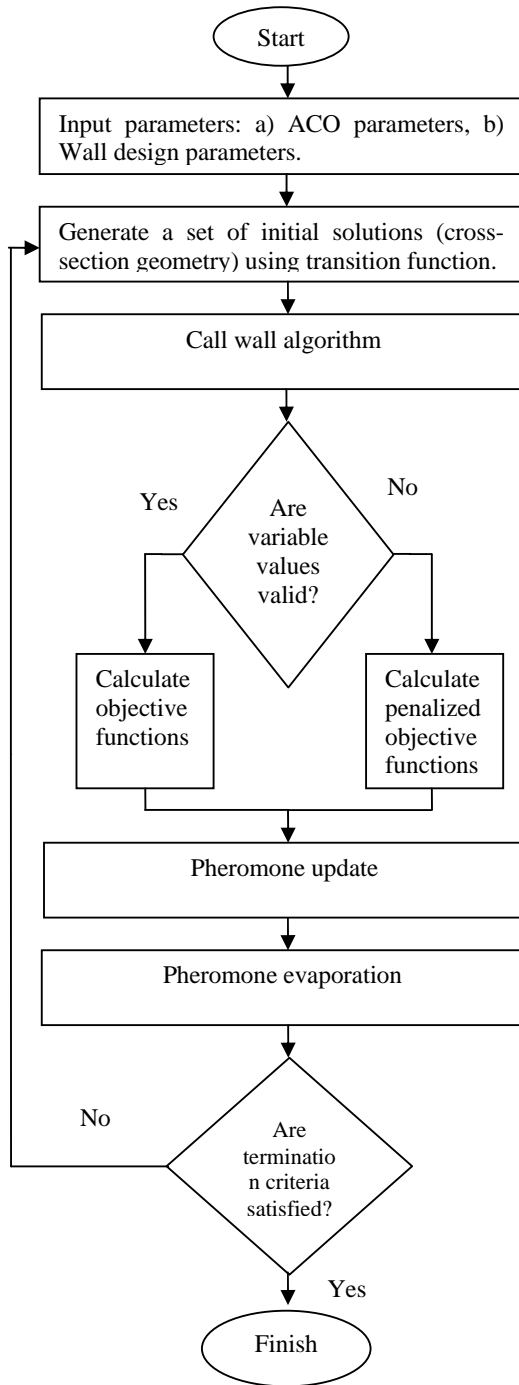 Start
Input parameters: a) ACO parameters, b)
Wall design parameters.
Generate a set of initial solutions (cross-
section geometry) using transition function.
Call wall algorithm
Yes
No
Are
variable
values
valid?
Calculate
objective
functions
Calculate
penalized
objective
functions
Pheromone update
Pheromone evaporation
No
Are
terminatio
n criteria
satisfied?
Yes
Finish